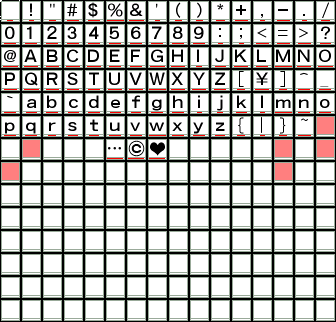 ! " # $ % & ' ( ) * + , - . /
0 1 2 3 4 5 6 7 8 9 : ; < = > ?
@ A B C D E F G H I J K L M N O
P Q R S T U V W X Y Z [ ¥ ] ^ _
` a b c d e f g h i j k l m n o
p q r s t u v w x y z { | } ~
… © ♥